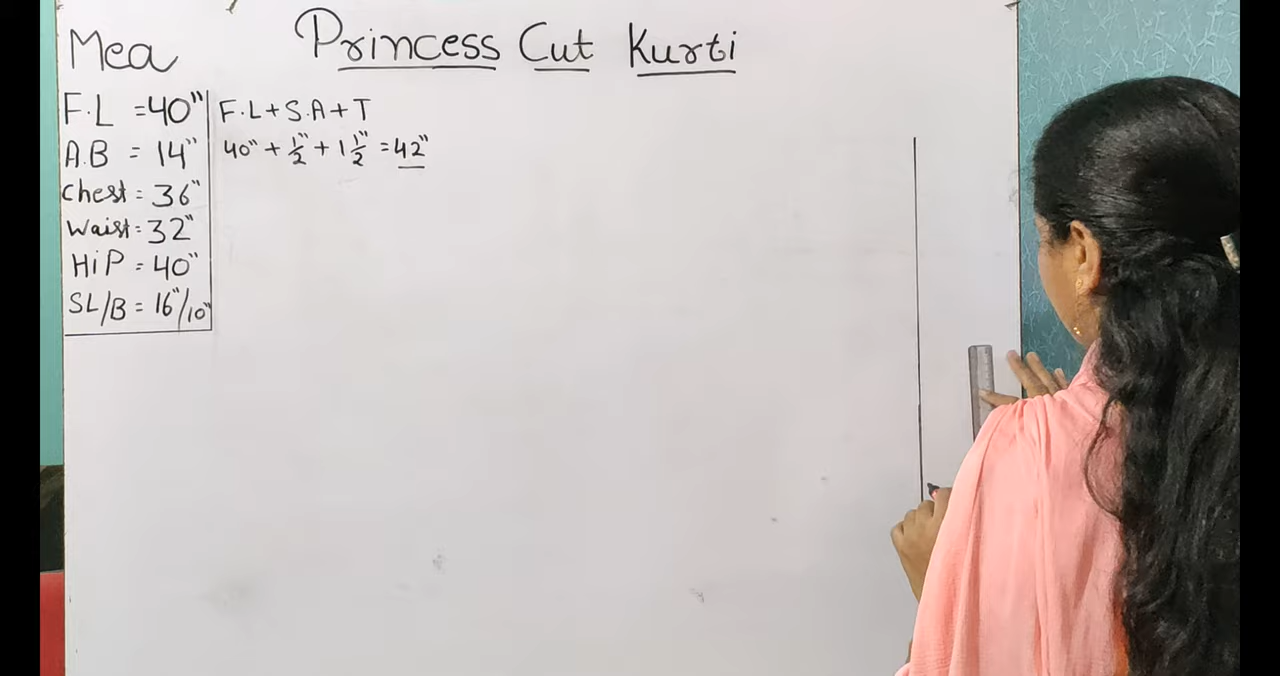 Princess Cut Kurti
Mea
F.L = 40"
A.B = 14"
Chest = 36"
Waist = 32"
HiP = 40"
SL/B = 16"/10"
F.L + S.A + T
40" + 1/2" + 1 1/2" = 42"